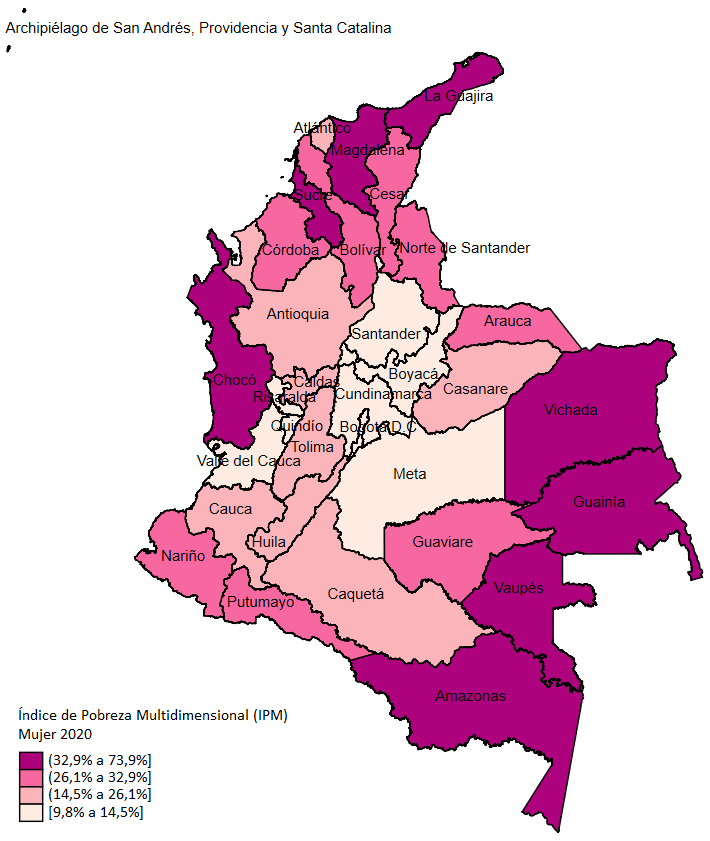 Archipiélago de San Andrés, Providencia y Santa Catalina
La Guajira
Atlántico
Magdalena
Sucre
Cesar
Córdoba
Bolívar
Norte de Santander
Antioquia
Santander
Arauca
Chocó
Caldas
Boyacá
Casanare
Risaralda
Cundinamarca
Vichada
Quindío
Bogotá D.C
Tolima
Valle del Cauca
Meta
Guainía
Cauca
Huila
Guaviare
Nariño
Vaupés
Caquetá
Putumayo
Amazonas
Índice de Pobreza Multidimensional (IPM)
Mujer 2020
(32,9% a 73,9%]
(26,1% a 32,9%]
(14,5% a 26,1%]
[9,8% a 14,5%]